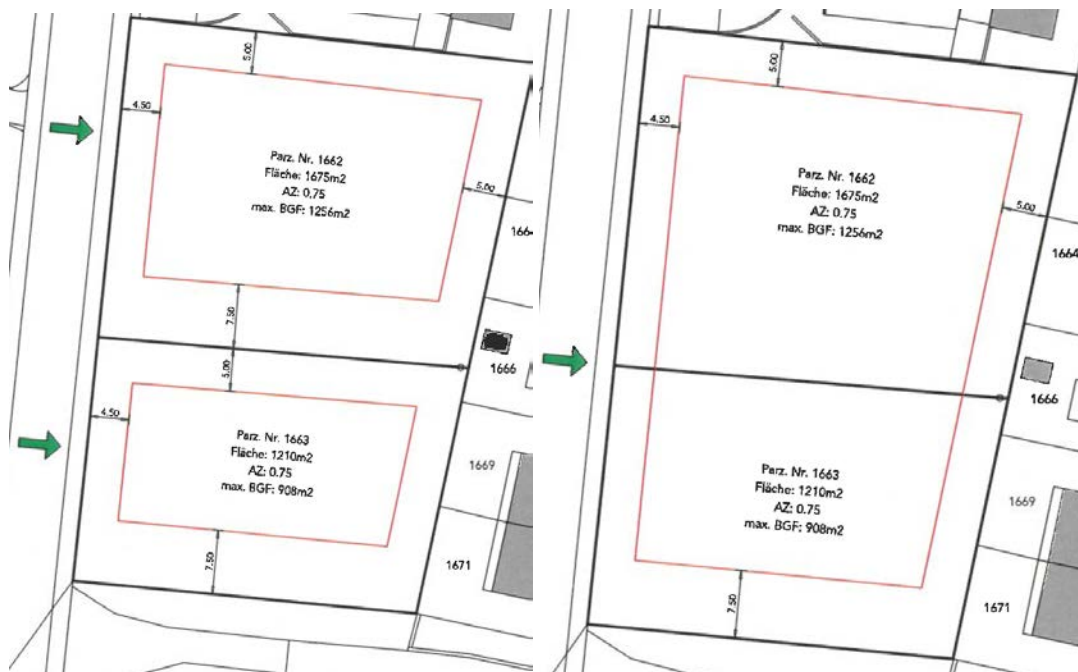 5.00
4.50
Parz. Nr. 1662
Fläche: 1675m2
AZ: 0.75
max. BGF: 1256m2
5.00
166
7.50
5.00
1666
4.50
Parz. Nr. 1663
Fläche: 1210m2
AZ: 0.75
max. BGF: 908m2
1669
7.50
1671
5.00
4.50
Parz. Nr. 1662
Fläche: 1675m2
AZ: 0.75
max. BGF: 1256m2
5.00
1664
1666
Parz. Nr. 1663
Fläche: 1210m2
AZ: 0.75
max. BGF: 908m2
1669
7.50
1671